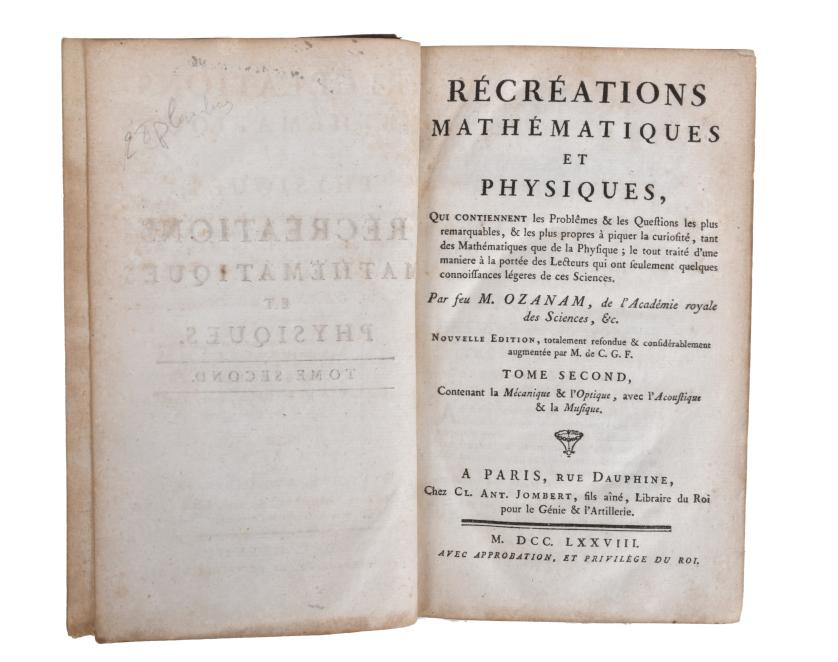 RÉCRÉATIONS
MATHÉMATIQUES
ET
PHYSIQUES,
QUI CONTIENNENT les Problêmes & les Queſtions les plus
remarquables, & les plus propres à piquer la curioſité, tant
des Mathématiques que de la Phyſique ; le tout traité d'une
maniere à la portée des Lecteurs qui ont ſeulement quelques
connoiſſances légeres de ces Sciences.
Par feu M. OZANAM, de l'Académie royale
des Sciences, &c.
NOUVELLE EDITION, totalement refondue & conſidérablement
augmentée par M. de C. G. F.
TOME SECOND,
Contenant la Mécanique & l'Optique, avec l'Acouſtique
& la Muſique.
A PARIS, RUE DAUPHINE,
Chez CL. ANT. JOMBERT, fils aîné, Libraire du Roi
pour le Génie & l'Artillerie.
M. DCC. LXXVIII.
AVEC APPROBATION, ET PRIVILÈGE DU ROI.